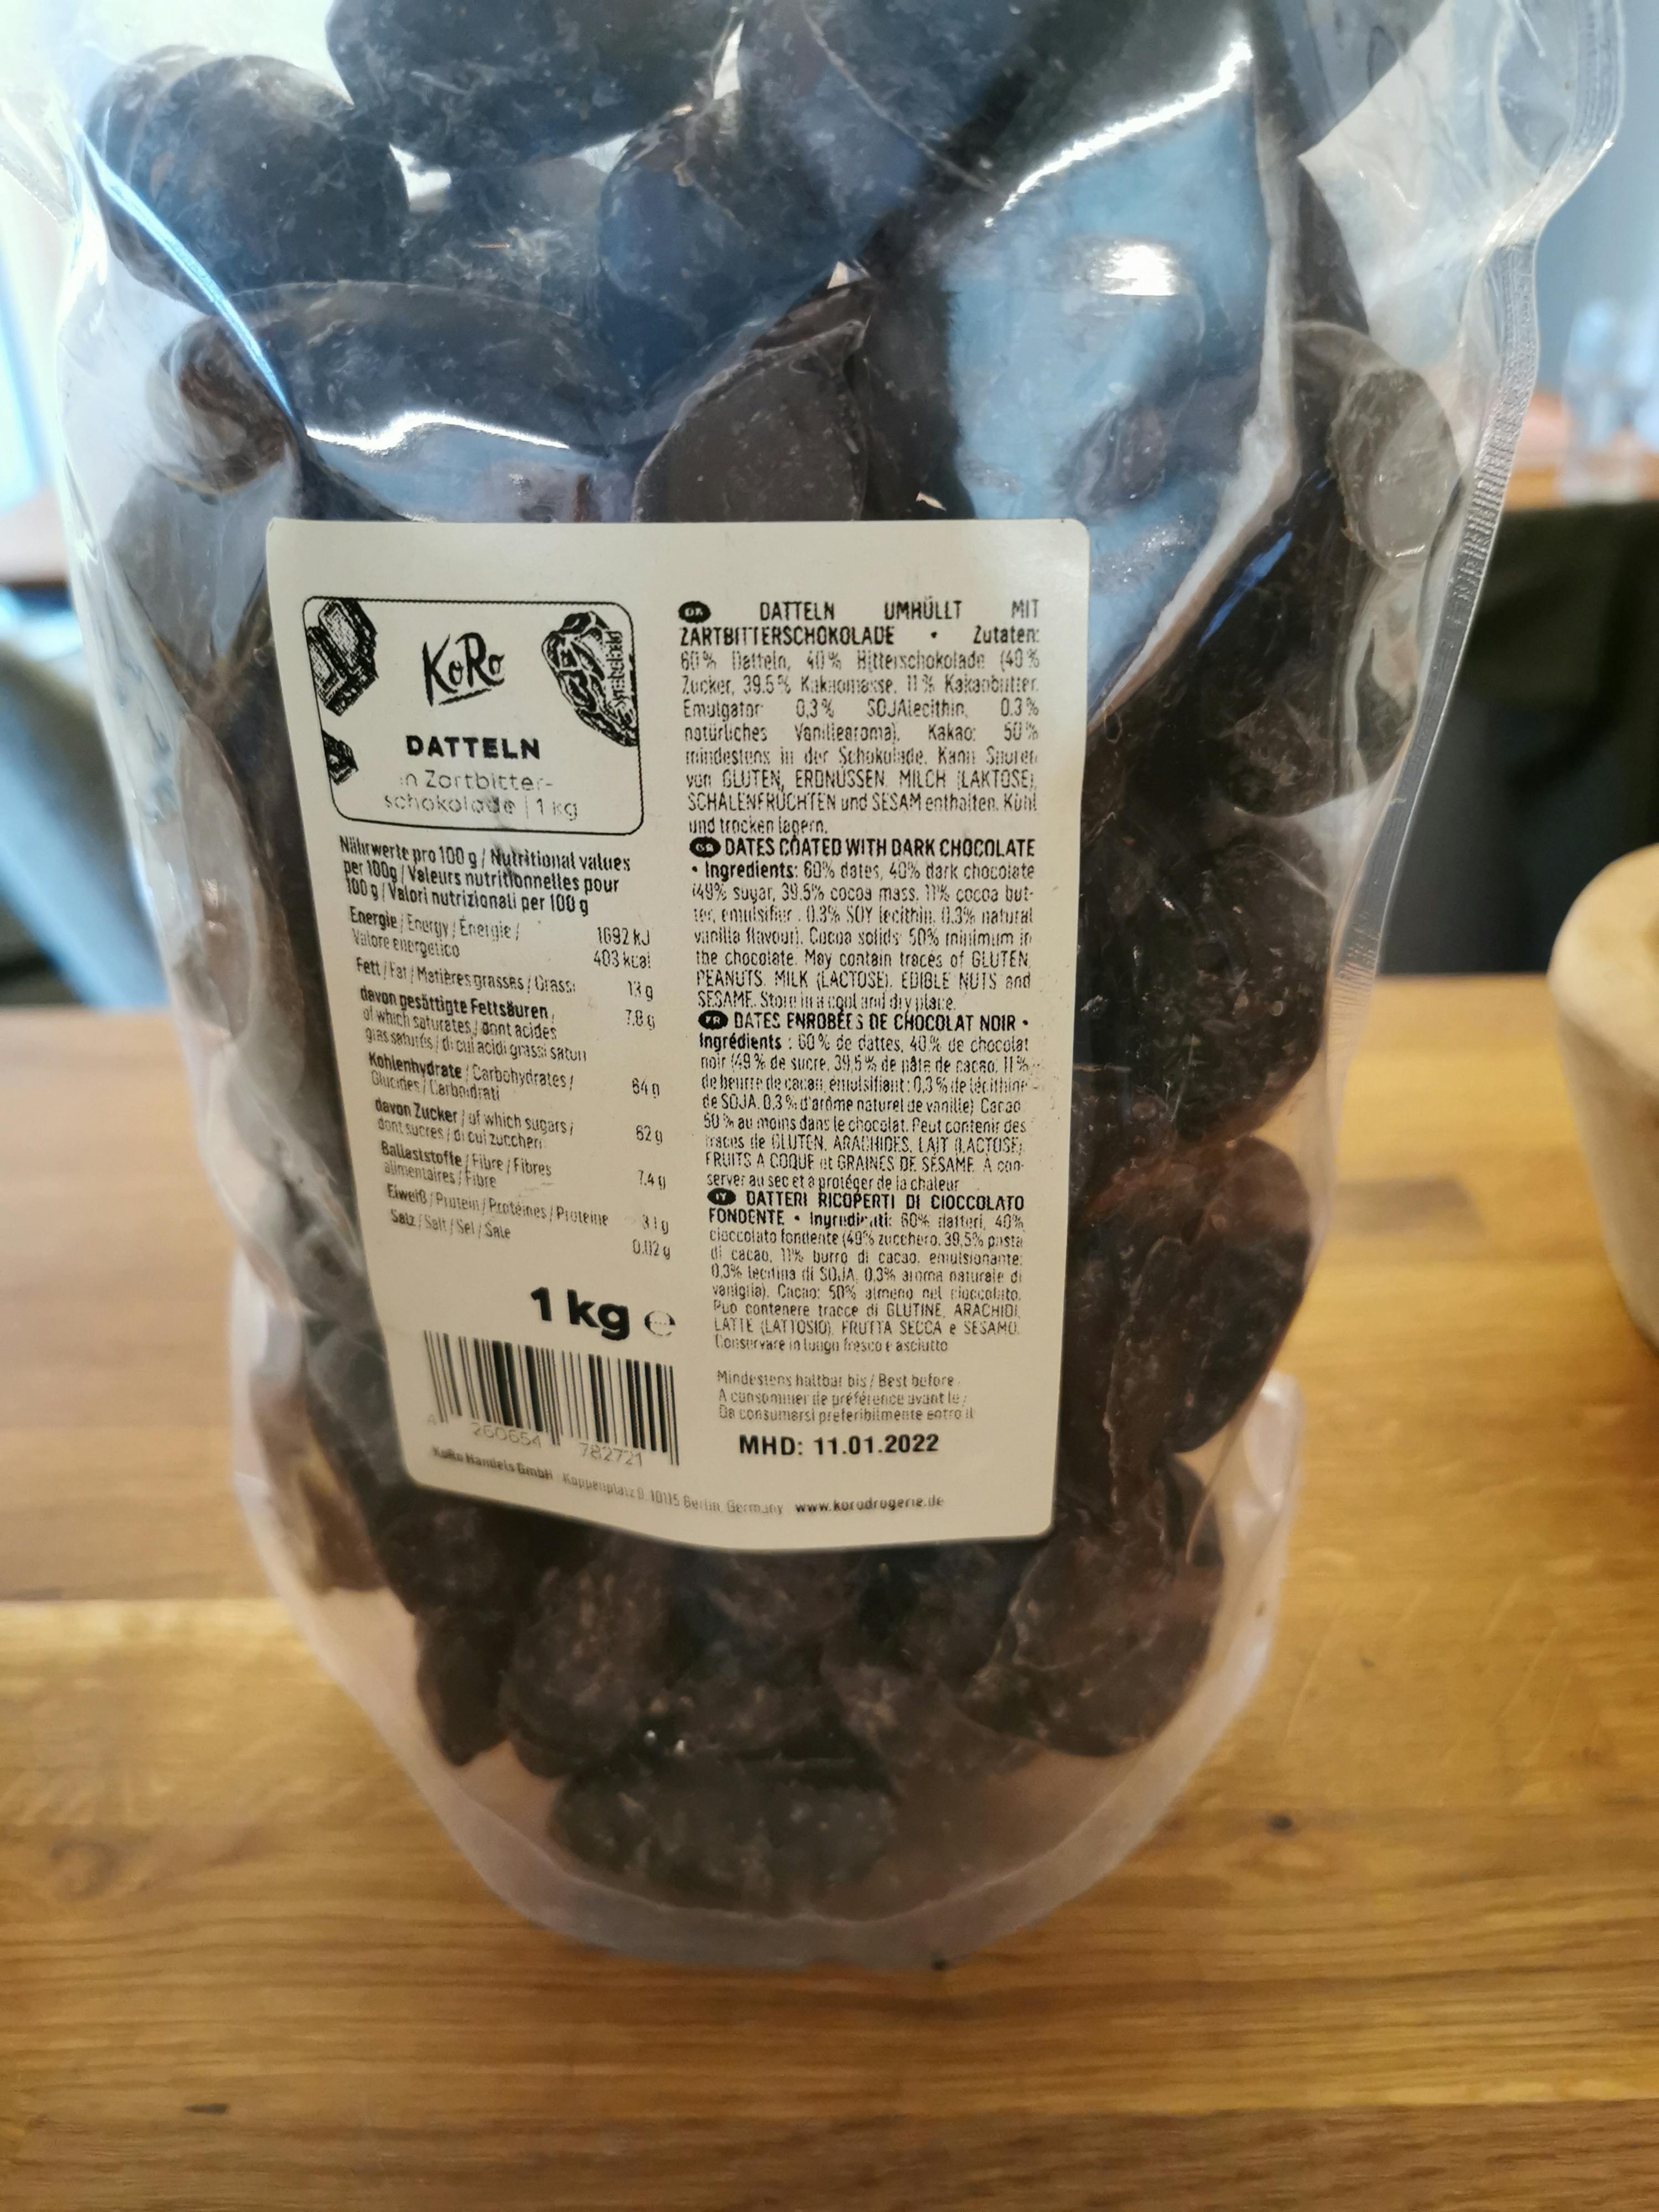 KoRo
DATTELN
in Zartbitter-
schokolade | 1 kg
Nährwerte pro 100 g / Nutritional values
per 100g / Valeurs nutritionnelles pour
100 g / Valori nutrizionali per 100 g
Energie / Energy / Énergie / 1692 kJ
Valore energetico 403 kcal
Fett / Fat / Matières grasses / Grassi 13 g
davon gesättigte Fettsäuren / 7.8 g
of which saturates / dont acides
gras saturés / di cui acidi grassi saturi
Kohlenhydrate / Carbohydrates /
Glucides / Carboidrati 64 g
davon Zucker / of which sugars /
dont sucres / di cui zuccheri 62 g
Ballaststoffe / Fibre / Fibres
alimentaires / Fibre 7.4 g
Eiweiß / Protein / Protéines / Proteine 3.1 g
Salz / Salt / Sel / Sale 0.02 g
1 kg e
4 260654 782721
KoRo Handels GmbH · Koppenplatz 9, 10115 Berlin, Germany www.korodrogerie.de
DATTELN UMHÜLLT MIT
ZARTBITTERSCHOKOLADE • Zutaten:
60% Datteln, 40% Bitterschokolade (49%
Zucker, 39.5% Kakaomasse, 11% Kakaobutter,
Emulgator: 0,3% SOJAlecithin, 0.3%
natürliches Vanillearoma). Kakao: 50%
mindestens in der Schokolade. Kann Spuren
von GLUTEN, ERDNÜSSEN, MILCH (LAKTOSE),
SCHALENFRÜCHTEN und SESAM enthalten. Kühl
und trocken lagern.
GB DATES COATED WITH DARK CHOCOLATE
• Ingredients: 60% dates, 40% dark chocolate
(49% sugar, 39.5% cocoa mass, 11% cocoa but-
ter, emulsifier: 0.3% SOY lecithin, 0.3% natural
vanilla flavour). Cocoa solids: 50% minimum in
the chocolate. May contain traces of GLUTEN,
PEANUTS, MILK (LACTOSE), EDIBLE NUTS and
SESAME. Store in a cool and dry place.
FR DATES ENROBÉES DE CHOCOLAT NOIR •
Ingrédients : 60 % de dattes, 40 % de chocolat
noir (49 % de sucre, 39,5 % de pâte de cacao, 11 %
de beurre de cacao, émulsifiant : 0,3 % de lécithine
de SOJA, 0,3 % d'arôme naturel de vanille) Cacao
50 % au moins dans le chocolat. Peut contenir des
traces de GLUTEN, ARACHIDES, LAIT (LACTOSE),
FRUITS A COQUE et GRAINES DE SÉSAME. À con-
server au sec et à protéger de la chaleur
IT DATTERI RICOPERTI DI CIOCCOLATO
FONDENTE • Ingredienti: 60% datteri, 40%
cioccolato fondente (49% zucchero, 39,5% pasta
di cacao, 11% burro di cacao, emulsionante:
0,3% lecitina di SOJA, 0,3% aroma naturale di
vaniglia). Cacao: 50% almeno nel cioccolato.
Può contenere tracce di GLUTINE, ARACHIDI,
LATTE (LATTOSIO), FRUTTA SECCA e SESAMO.
Conservare in luogo fresco e asciutto
Mindestens haltbar bis / Best before
À consommer de préférence avant le /
Da consumarsi preferibilmente entro il
MHD: 11.01.2022